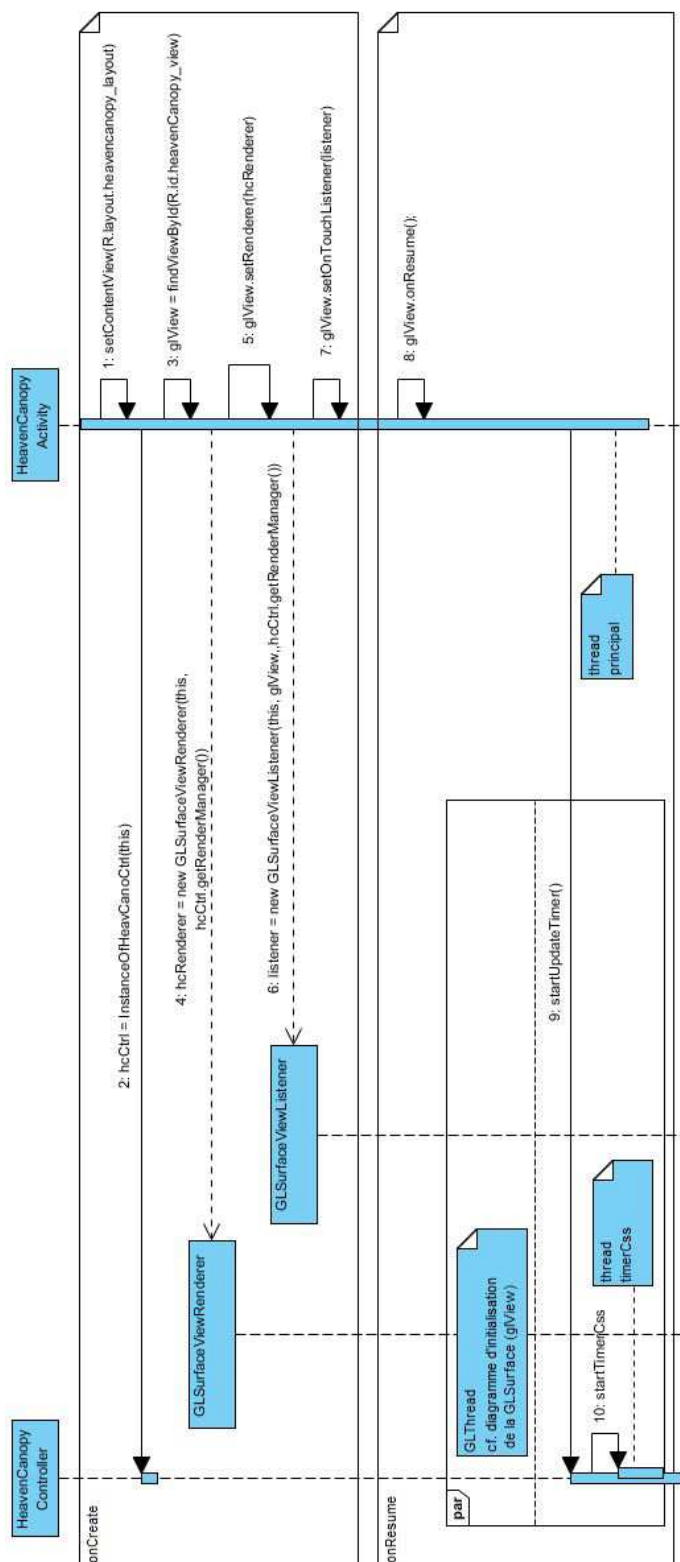 HeavenCanopy
Controller
HeavenCanopy
Activity
onCreate
1: setContentView(R.layout.heavencanopy_layout)
2: hcCtrl = InstanceOfHeavCanoCtrl(this)
3: glView = findViewById(R.id.heavenCanopy_view)
4: hcRenderer = new GLSurfaceViewRenderer(this,
hcCtrl.getRenderManager())
GLSurfaceViewRenderer
5: glView.setRenderer(hcRenderer)
6: listener = new GLSurfaceViewListener(this, glView,,hcCtrl.getRenderManager())
GLSurfaceViewListener
7: glView.setOnTouchListener(listener)
onResume
8: glView.onResume();
par
GLThread
cf. diagramme d'initialisation
de la GLSurface (glView)
9: startUpdateTimer()
10: startTimerCss
thread
timerCss
thread
principal